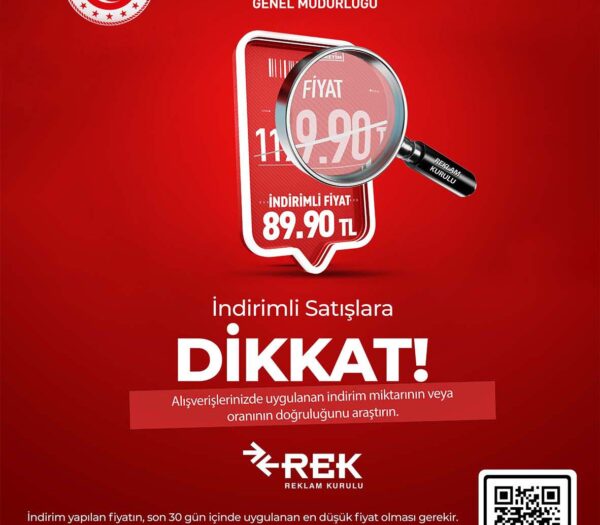 GENEL MÜDÜRLÜĞÜ
FİYAT
119.90 TL
REKLAM
KURULU
İNDİRİMLİ FİYAT
89.90 TL
İndirimli Satışlara
DİKKAT!
Alışverişlerinizde uygulanan indirim miktarının veya
oranının doğruluğunu araştırın.
REK
REKLAM KURULU
İndirim yapılan fiyatın, son 30 gün içinde uygulanan en düşük fiyat olması gerekir.